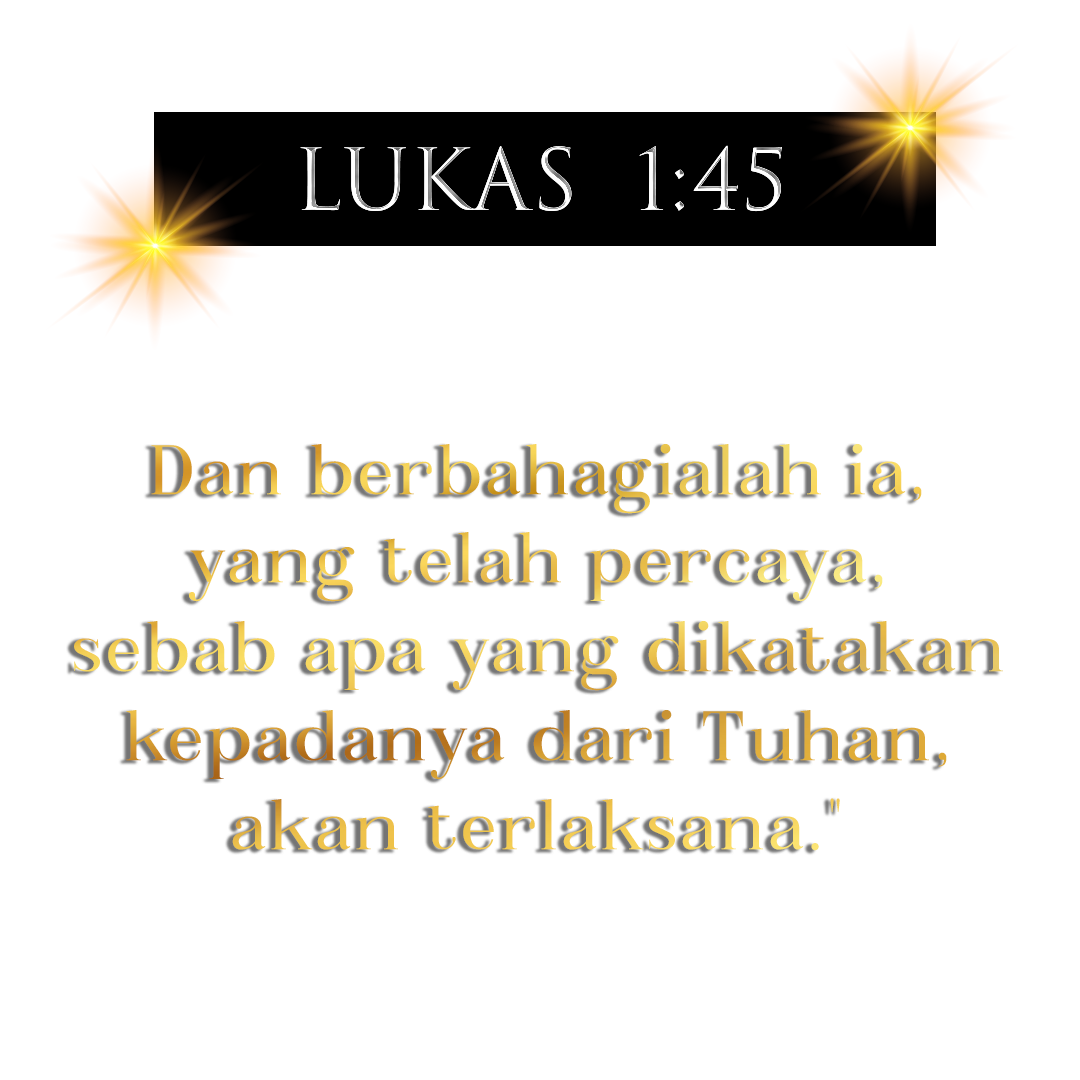 LUKAS 1:45
Dan berbahagialah ia,
yang telah percaya,
sebab apa yang dikatakan
kepadanya dari Tuhan,
akan terlaksana."